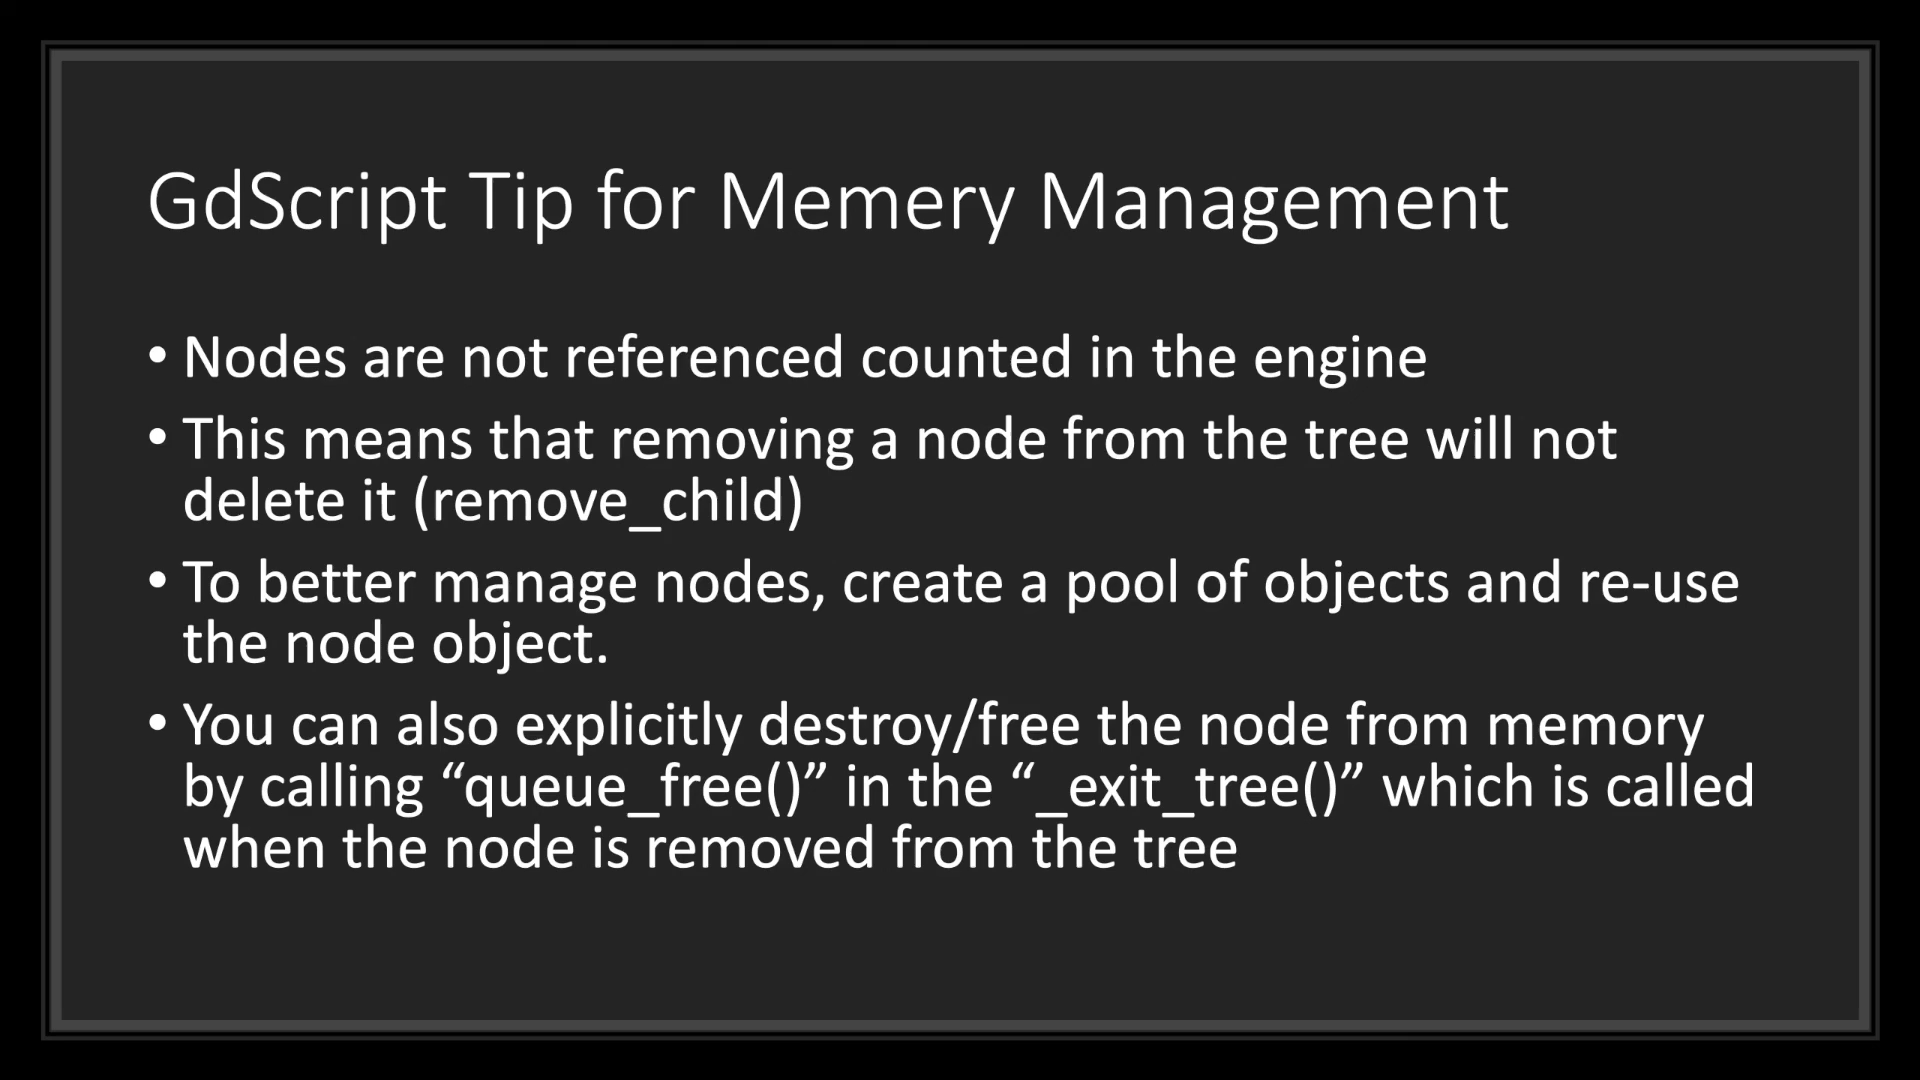 GdScript Tip for Memery Management
• Nodes are not referenced counted in the engine
• This means that removing a node from the tree will not
delete it (remove_child)
• To better manage nodes, create a pool of objects and re-use
the node object.
• You can also explicitly destroy/free the node from memory
by calling “queue_free()” in the “_exit_tree()” which is called
when the node is removed from the tree